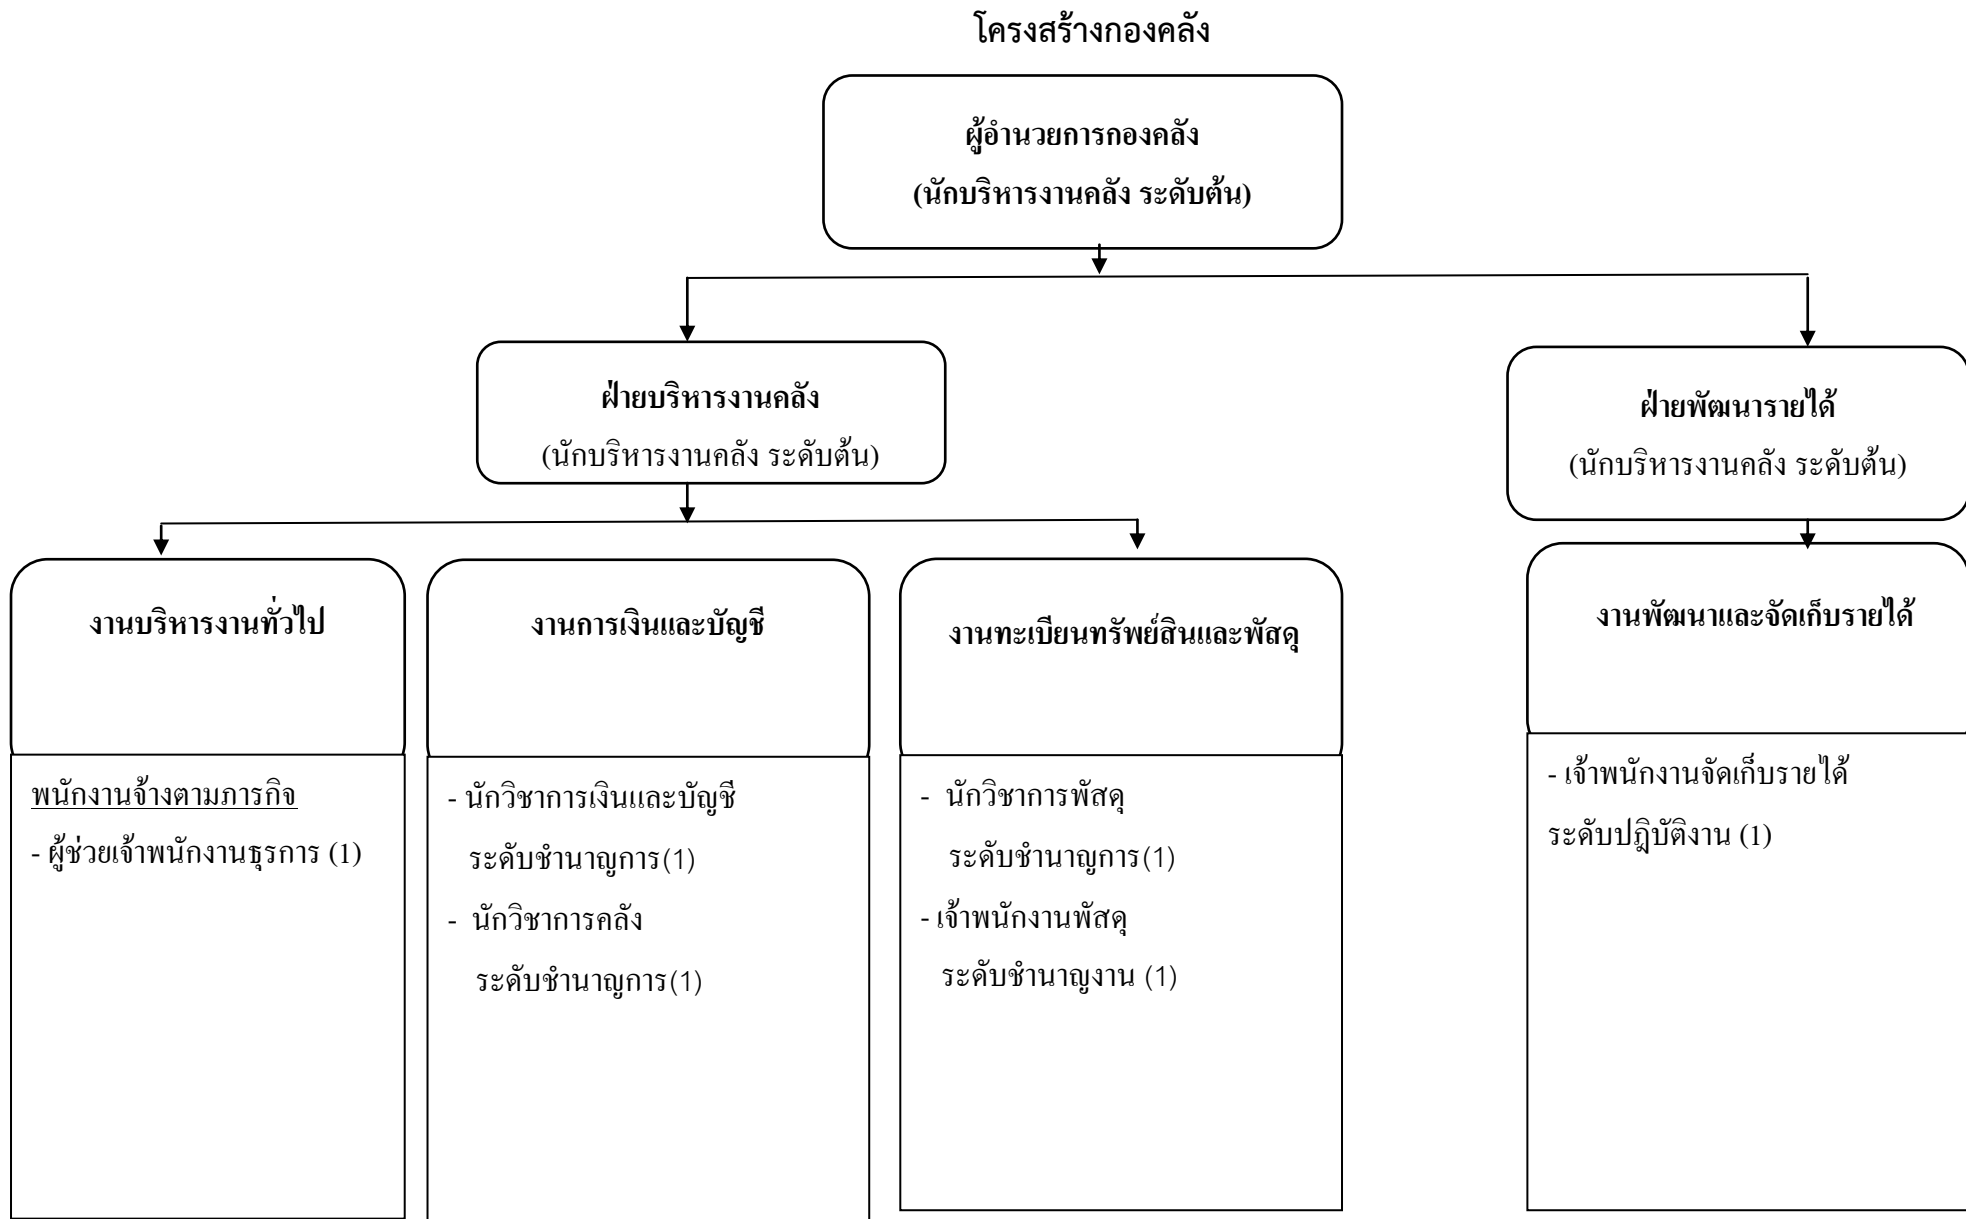 โครงสร้างกองคลัง
ผู้อำนวยการกองคลัง
(นักบริหารงานคลัง ระดับต้น)
ฝ่ายบริหารงานคลัง
(นักบริหารงานคลัง ระดับต้น)
ฝ่ายพัฒนารายได้
(นักบริหารงานคลัง ระดับต้น)
งานบริหารงานทั่วไป
พนักงานจ้างตามภารกิจ
- ผู้ช่วยเจ้าพนักงานธุรการ (1)
งานการเงินและบัญชี
- นักวิชาการเงินและบัญชี
ระดับชำนาญการ(1)
- นักวิชาการคลัง
ระดับชำนาญการ(1)
งานทะเบียนทรัพย์สินและพัสดุ
- นักวิชาการพัสดุ
ระดับชำนาญการ(1)
- เจ้าพนักงานพัสดุ
ระดับชำนาญงาน (1)
งานพัฒนาและจัดเก็บรายได้
- เจ้าพนักงานจัดเก็บรายได้
ระดับปฎิบัติงาน (1)